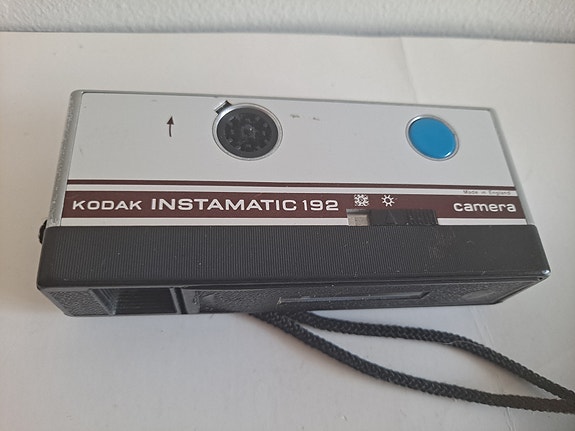 Made in England
KODAK INSTAMATIC 192 camera